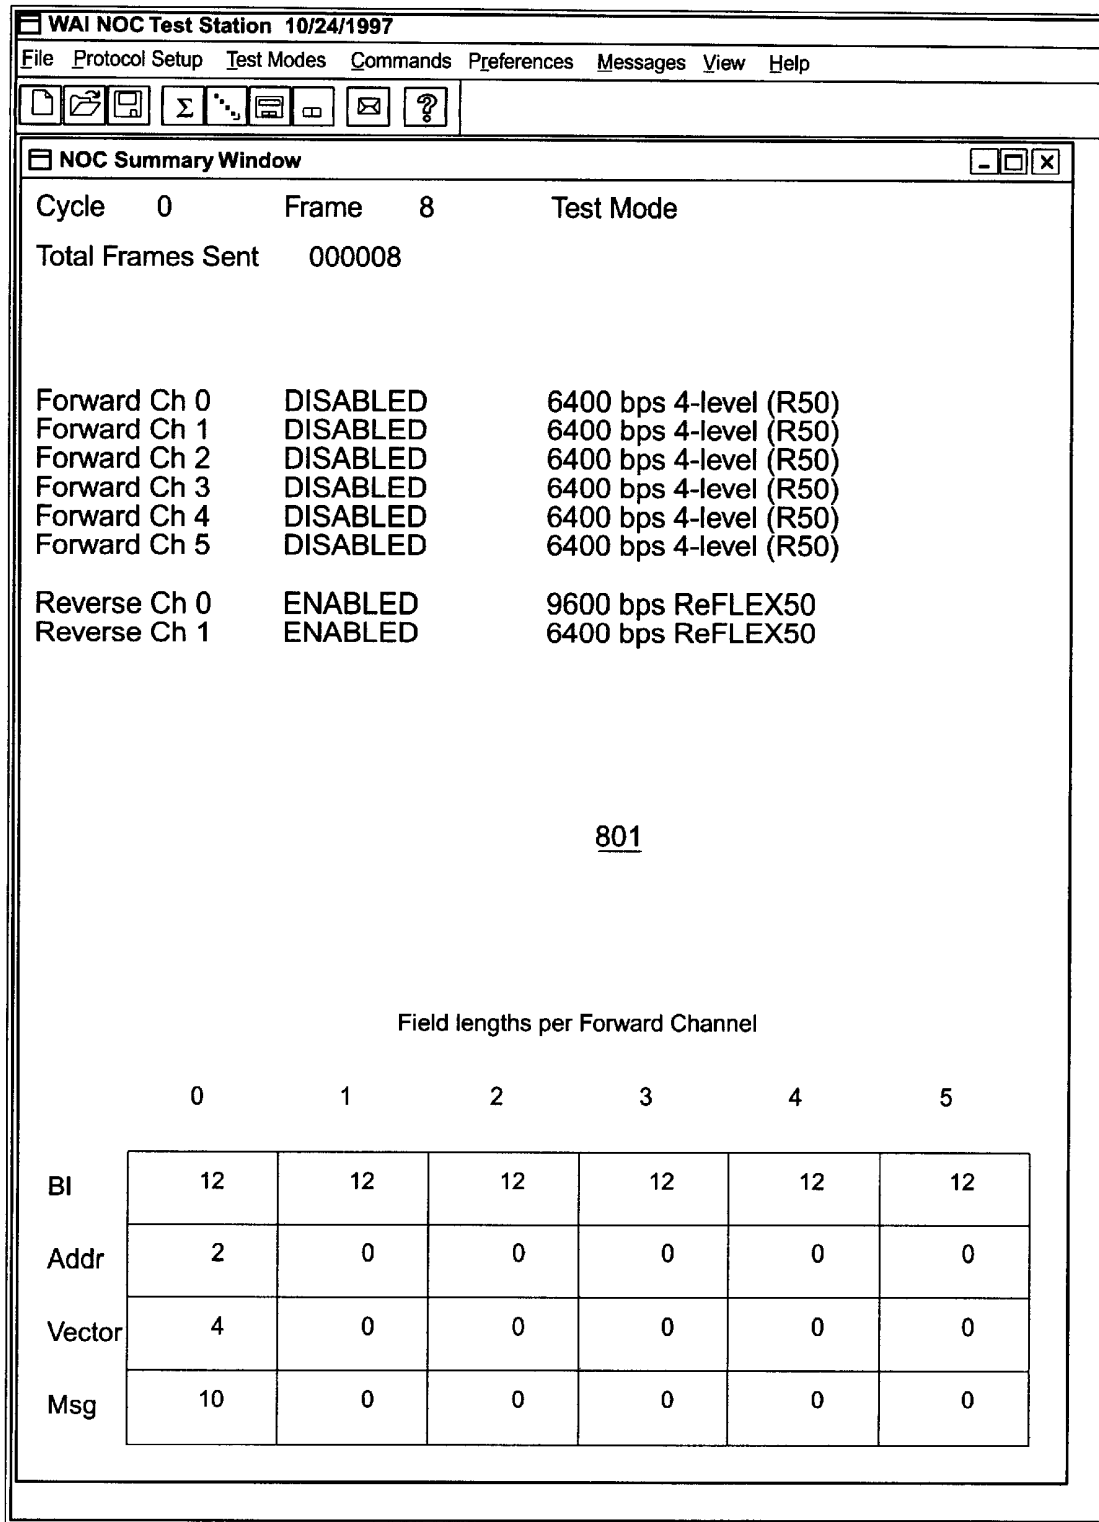 WAI NOC Test Station 10/24/1997
File Protocol Setup Test Modes Commands Preferences Messages View Help
Σ ?
NOC Summary Window
Cycle 0 Frame 8 Test Mode
Total Frames Sent 000008
Forward Ch 0 DISABLED 6400 bps 4-level (R50)
Forward Ch 1 DISABLED 6400 bps 4-level (R50)
Forward Ch 2 DISABLED 6400 bps 4-level (R50)
Forward Ch 3 DISABLED 6400 bps 4-level (R50)
Forward Ch 4 DISABLED 6400 bps 4-level (R50)
Forward Ch 5 DISABLED 6400 bps 4-level (R50)
Reverse Ch 0 ENABLED 9600 bps ReFLEX50
Reverse Ch 1 ENABLED 6400 bps ReFLEX50
801
Field lengths per Forward Channel
0 1 2 3 4 5
BI 12 12 12 12 12 12
Addr 2 0 0 0 0 0
Vector 4 0 0 0 0 0
Msg 10 0 0 0 0 0